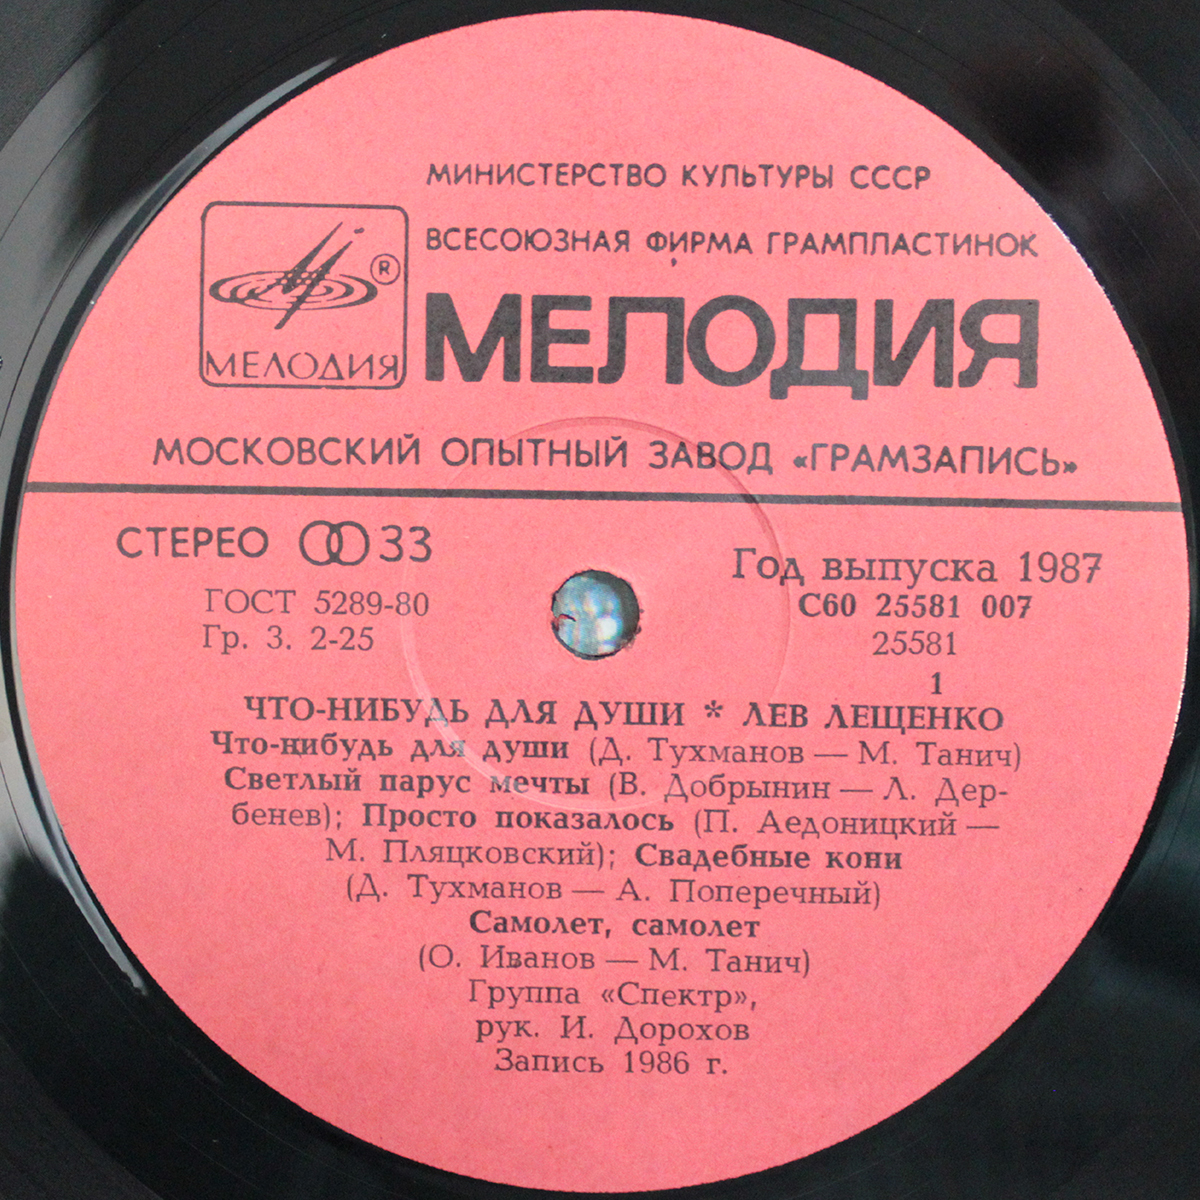 МИНИСТЕРСТВО КУЛЬТУРЫ СССР
ВСЕСОЮЗНАЯ ФИРМА ГРАМПЛАСТИНОК
®
МЕЛОДИЯ
МЕЛОДИЯ
МОСКОВСКИЙ ОПЫТНЫЙ ЗАВОД «ГРАМЗАПИСЬ»
СТЕРЕО 33
ГОСТ 5289-80
Гр. 3. 2-25
Год выпуска 1987
С60 25581 007
25581
1
ЧТО-НИБУДЬ ДЛЯ ДУШИ * ЛЕВ ЛЕЩЕНКО
Что-нибудь для души (Д. Тухманов — М. Танич)
Светлый парус мечты (В. Добрынин — Л. Дер-
бенев); Просто показалось (П. Аедоницкий —
М. Пляцковский); Свадебные кони
(Д. Тухманов — А. Поперечный)
Самолет, самолет
(О. Иванов — М. Танич)
Группа «Спектр»,
рук. И. Дорохов
Запись 1986 г.